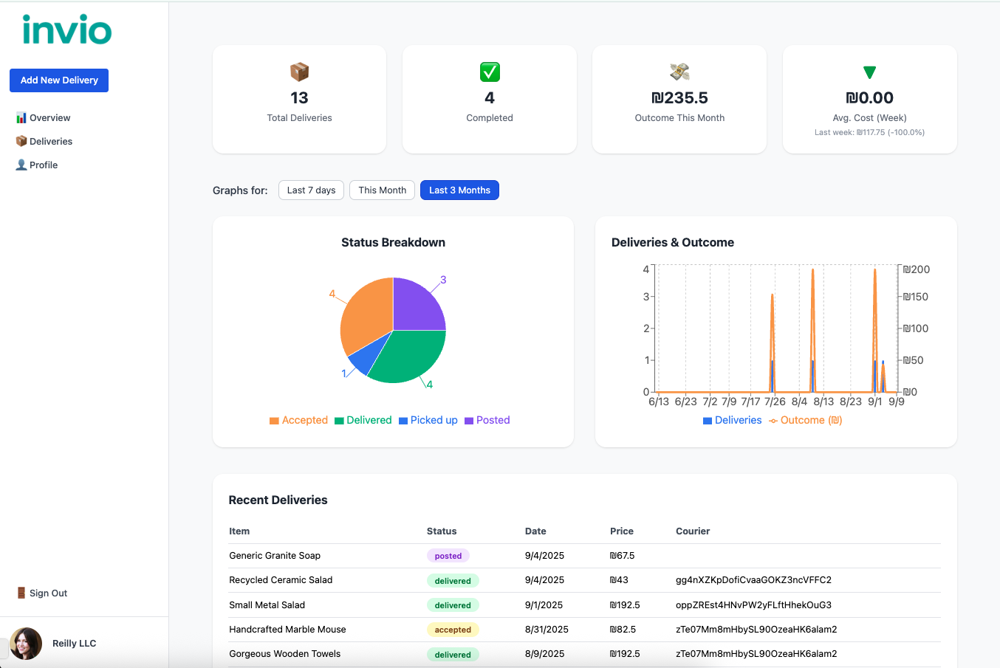 invio
Add New Delivery
Overview
Deliveries
Profile
Sign Out
Reilly LLC
13
Total Deliveries
4
Completed
₪235.5
Outcome This Month
₪0.00
Avg. Cost (Week)
Last week: ₪117.75 (-100.0%)
Graphs for: Last 7 days This Month Last 3 Months
Status Breakdown
3
4
1
4
Accepted Delivered Picked up Posted
Deliveries & Outcome
4 ₪200
3 ₪150
2 ₪100
1 ₪50
0 ₪0
6/13 6/23 7/2 7/9 7/17 7/26 8/4 8/13 8/23 9/1 9/9
Deliveries Outcome (₪)
Recent Deliveries
Item Status Date Price Courier
Generic Granite Soap posted 9/4/2025 ₪67.5
Recycled Ceramic Salad delivered 9/4/2025 ₪43 gg4nXZKpDofiCvaaGOKZ3ncVFFC2
Small Metal Salad delivered 9/1/2025 ₪192.5 oppZREst4HNvPW2yFLftHhekOuG3
Handcrafted Marble Mouse accepted 8/31/2025 ₪82.5 zTe07Mm8mHbySL90OzeaHK6alam2
Gorgeous Wooden Towels delivered 8/9/2025 ₪192.5 zTe07Mm8mHbySL90OzeaHK6alam2